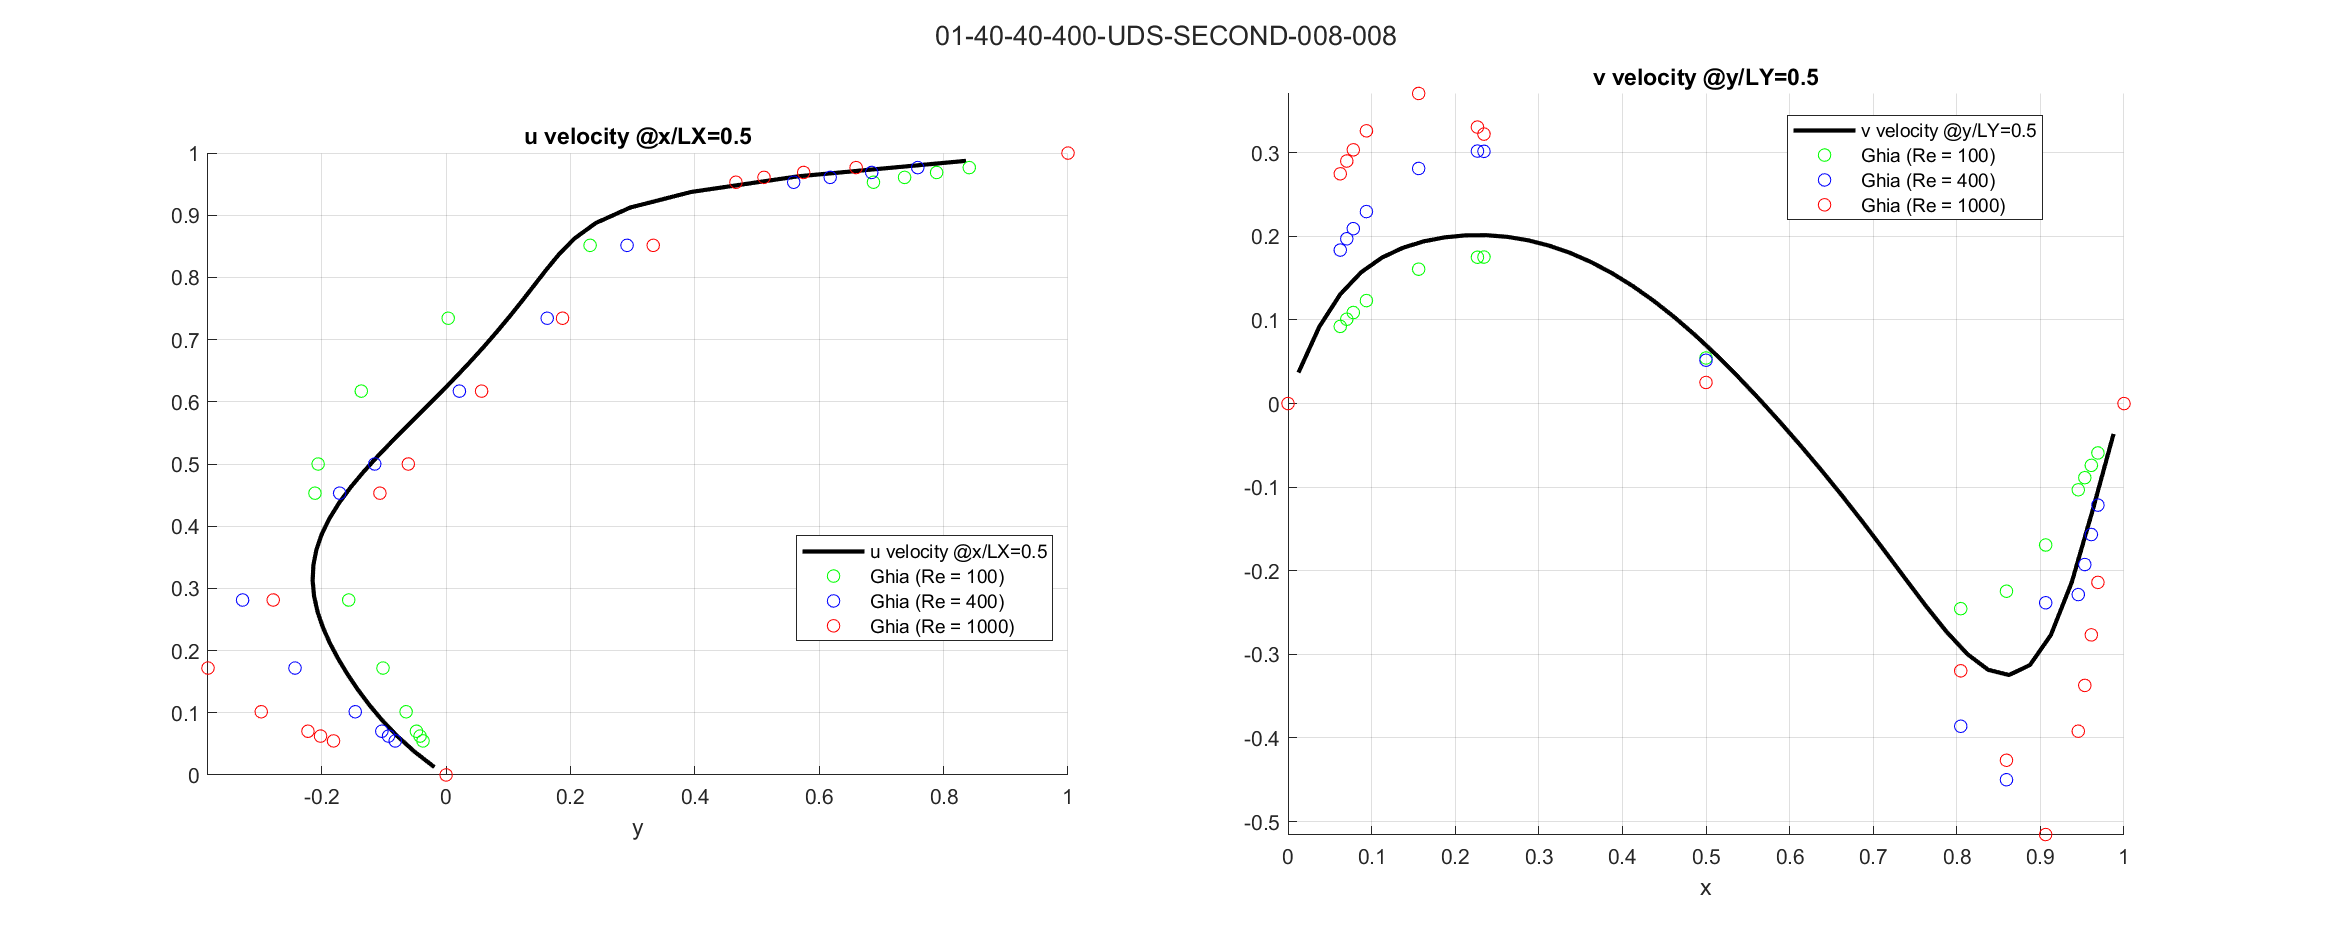 01-40-40-400-UDS-SECOND-008-008
u velocity @x/LX=0.5
1
0.9
0.8
0.7
0.6
0.5
0.4
0.3
0.2
0.1
0
-0.2
0
0.2
0.4
0.6
0.8
1
y
u velocity @x/LX=0.5
Ghia (Re = 100)
Ghia (Re = 400)
Ghia (Re = 1000)
v velocity @y/LY=0.5
0.3
0.2
0.1
0
-0.1
-0.2
-0.3
-0.4
-0.5
0
0.1
0.2
0.3
0.4
0.5
0.6
0.7
0.8
0.9
1
x
v velocity @y/LY=0.5
Ghia (Re = 100)
Ghia (Re = 400)
Ghia (Re = 1000)